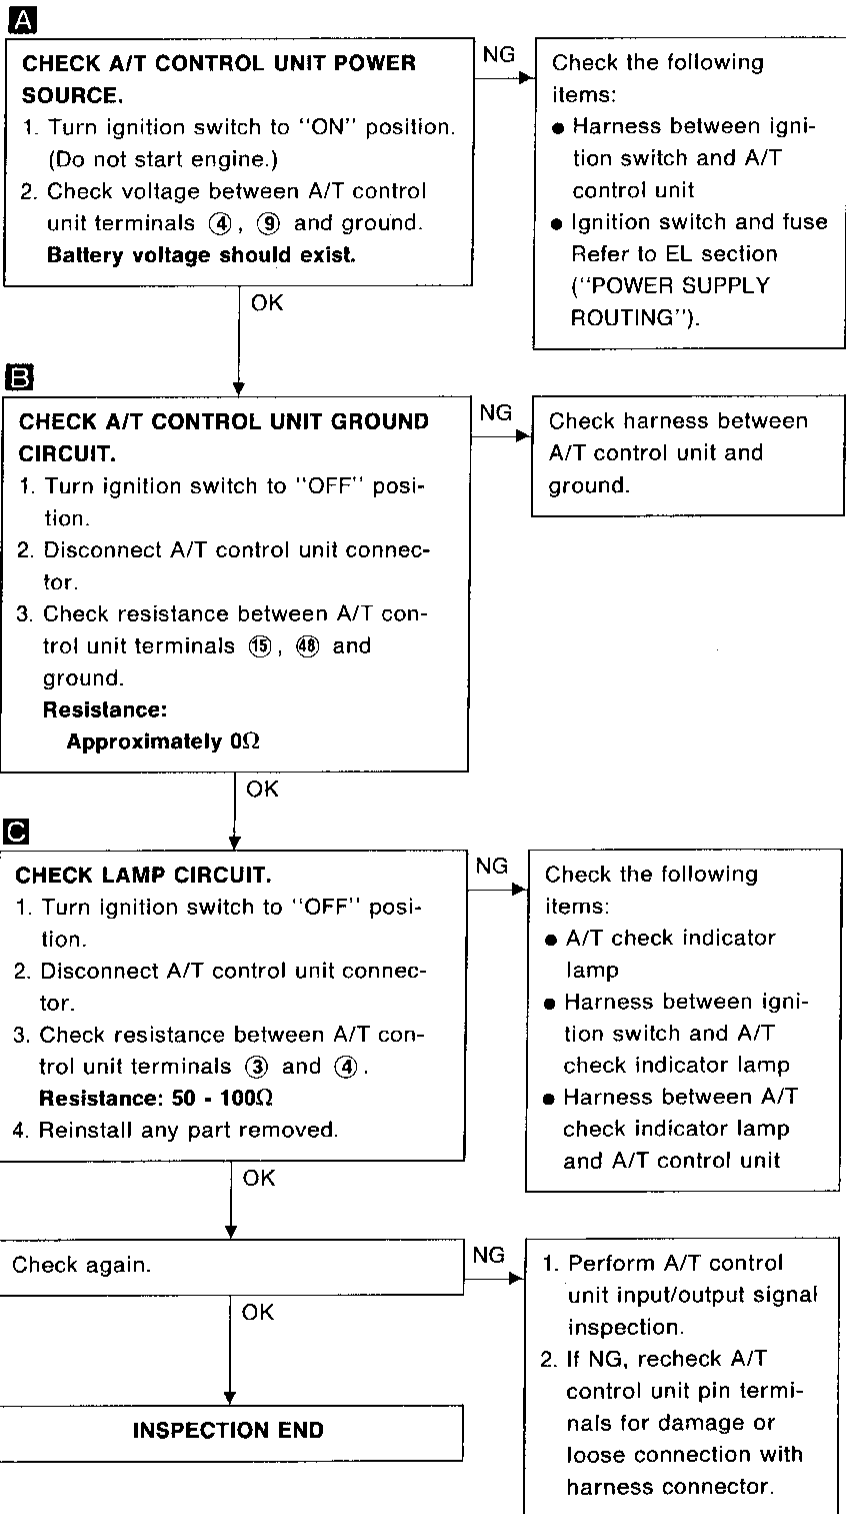 A
CHECK A/T CONTROL UNIT POWER
SOURCE.
1. Turn ignition switch to "ON" position.
(Do not start engine.)
2. Check voltage between A/T control
unit terminals ④, ⑨ and ground.
Battery voltage should exist.
NG
Check the following
items:
● Harness between igni-
tion switch and A/T
control unit
● Ignition switch and fuse
Refer to EL section
("POWER SUPPLY
ROUTING").
OK
B
CHECK A/T CONTROL UNIT GROUND
CIRCUIT.
1. Turn ignition switch to "OFF" posi-
tion.
2. Disconnect A/T control unit connec-
tor.
3. Check resistance between A/T con-
trol unit terminals ⑮, ㊽ and
ground.
Resistance:
Approximately 0Ω
NG
Check harness between
A/T control unit and
ground.
OK
C
CHECK LAMP CIRCUIT.
1. Turn ignition switch to "OFF" posi-
tion.
2. Disconnect A/T control unit connec-
tor.
3. Check resistance between A/T con-
trol unit terminals ③ and ④.
Resistance: 50 - 100Ω
4. Reinstall any part removed.
NG
Check the following
items:
● A/T check indicator
lamp
● Harness between igni-
tion switch and A/T
check indicator lamp
● Harness between A/T
check indicator lamp
and A/T control unit
OK
Check again.
NG
1. Perform A/T control
unit input/output signal
inspection.
2. If NG, recheck A/T
control unit pin termi-
nals for damage or
loose connection with
harness connector.
OK
INSPECTION END